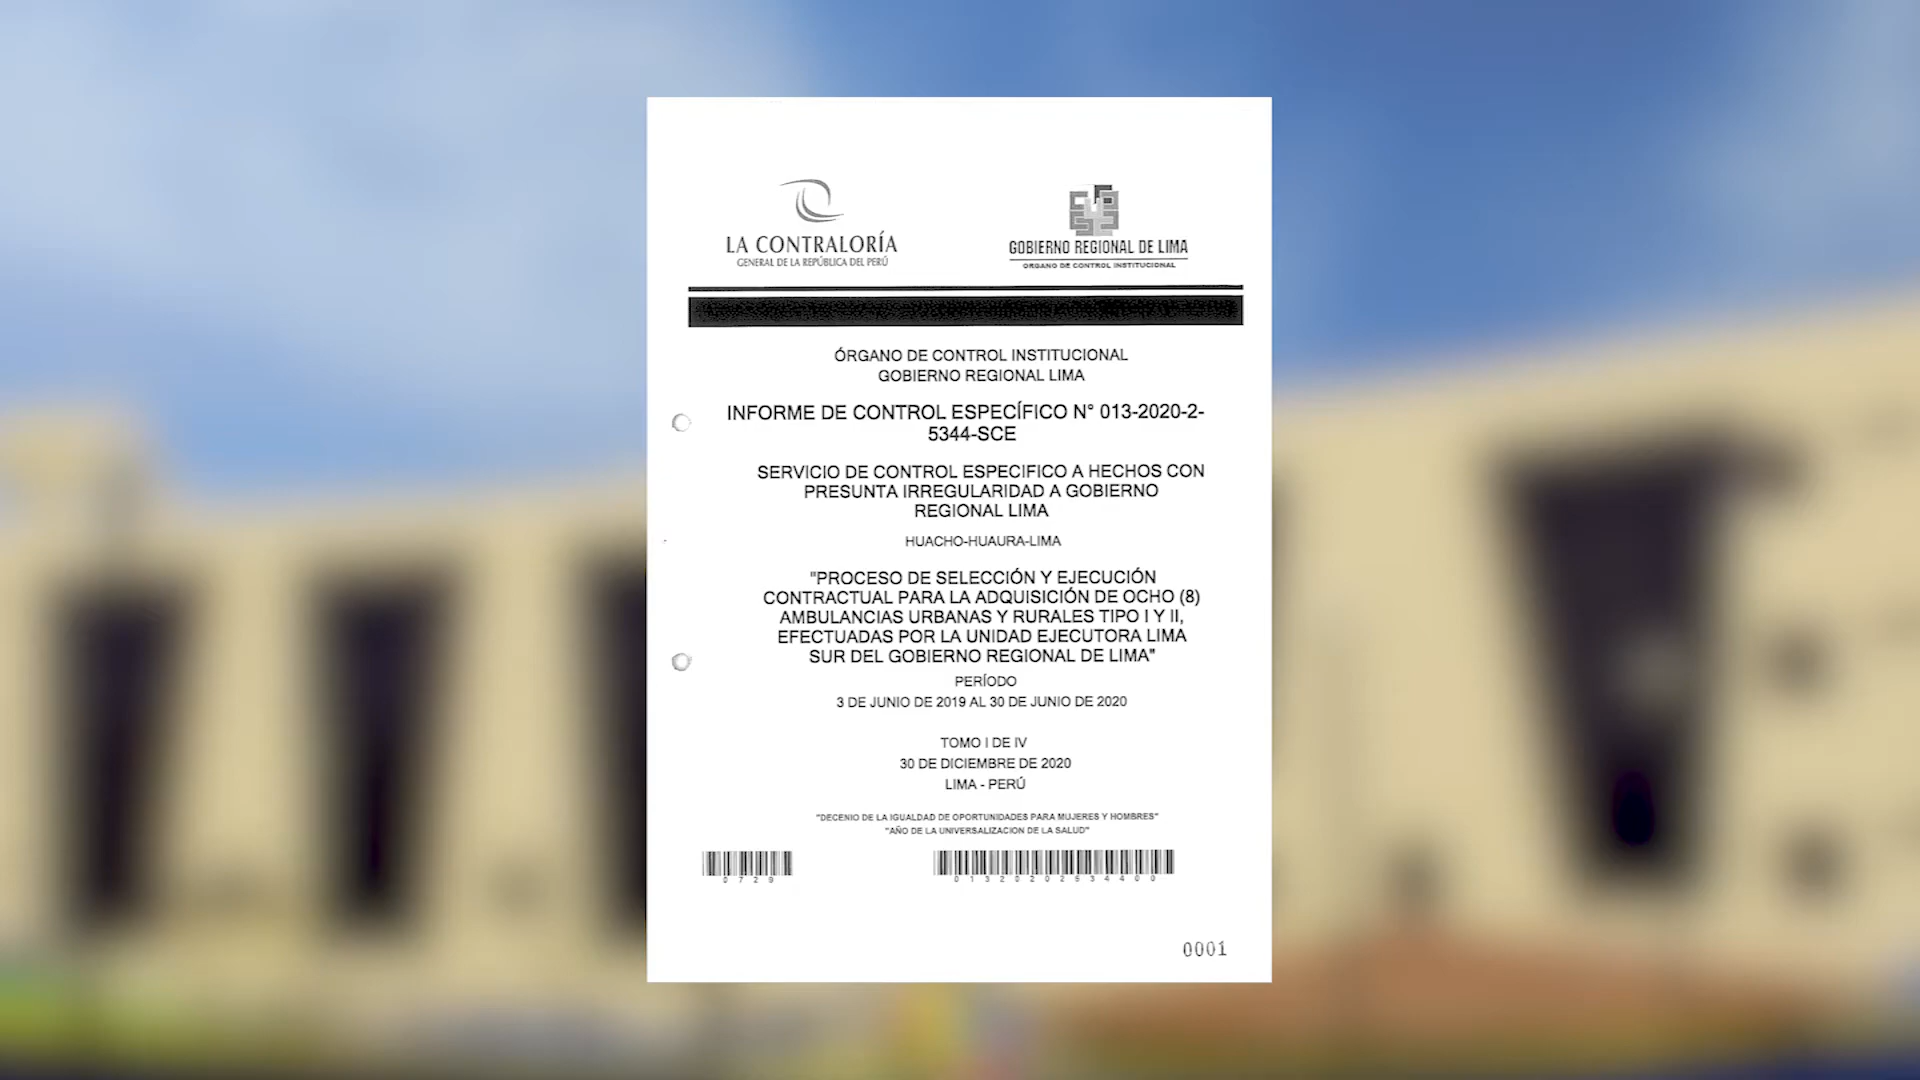 LA CONTRALORÍA
GENERAL DE LA REPÚBLICA DEL PERÚ
GOBIERNO REGIONAL DE LIMA
ORGANO DE CONTROL INSTITUCIONAL
ÓRGANO DE CONTROL INSTITUCIONAL
GOBIERNO REGIONAL LIMA
INFORME DE CONTROL ESPECÍFICO N° 013-2020-2-
5344-SCE
SERVICIO DE CONTROL ESPECIFICO A HECHOS CON
PRESUNTA IRREGULARIDAD A GOBIERNO
REGIONAL LIMA
HUACHO-HUAURA-LIMA
"PROCESO DE SELECCIÓN Y EJECUCIÓN
CONTRACTUAL PARA LA ADQUISICIÓN DE OCHO (8)
AMBULANCIAS URBANAS Y RURALES TIPO I Y II,
EFECTUADAS POR LA UNIDAD EJECUTORA LIMA
SUR DEL GOBIERNO REGIONAL DE LIMA"
PERÍODO
3 DE JUNIO DE 2019 AL 30 DE JUNIO DE 2020
TOMO I DE IV
30 DE DICIEMBRE DE 2020
LIMA - PERÚ
"DECENIO DE LA IGUALDAD DE OPORTUNIDADES PARA MUJERES Y HOMBRES"
"AÑO DE LA UNIVERSALIZACION DE LA SALUD"
0729
0132020253440­0
0001